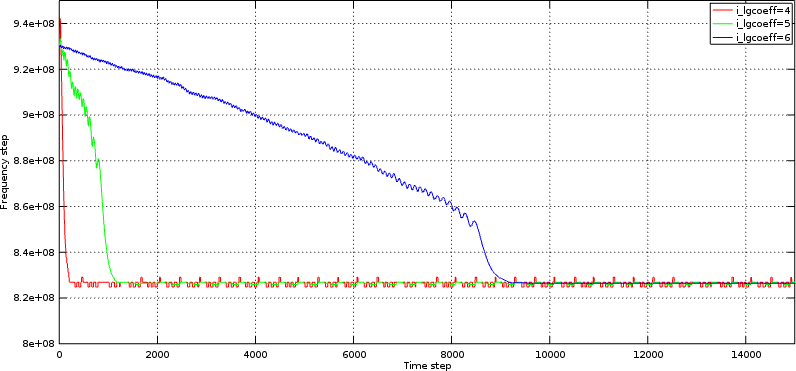 9.4e+08
9.2e+08
9e+08
8.8e+08
8.6e+08
8.4e+08
8.2e+08
8e+08
0
2000
4000
6000
8000
10000
12000
14000
Frequency step
Time step
i_lgcoeff=4
i_lgcoeff=5
i_lgcoeff=6